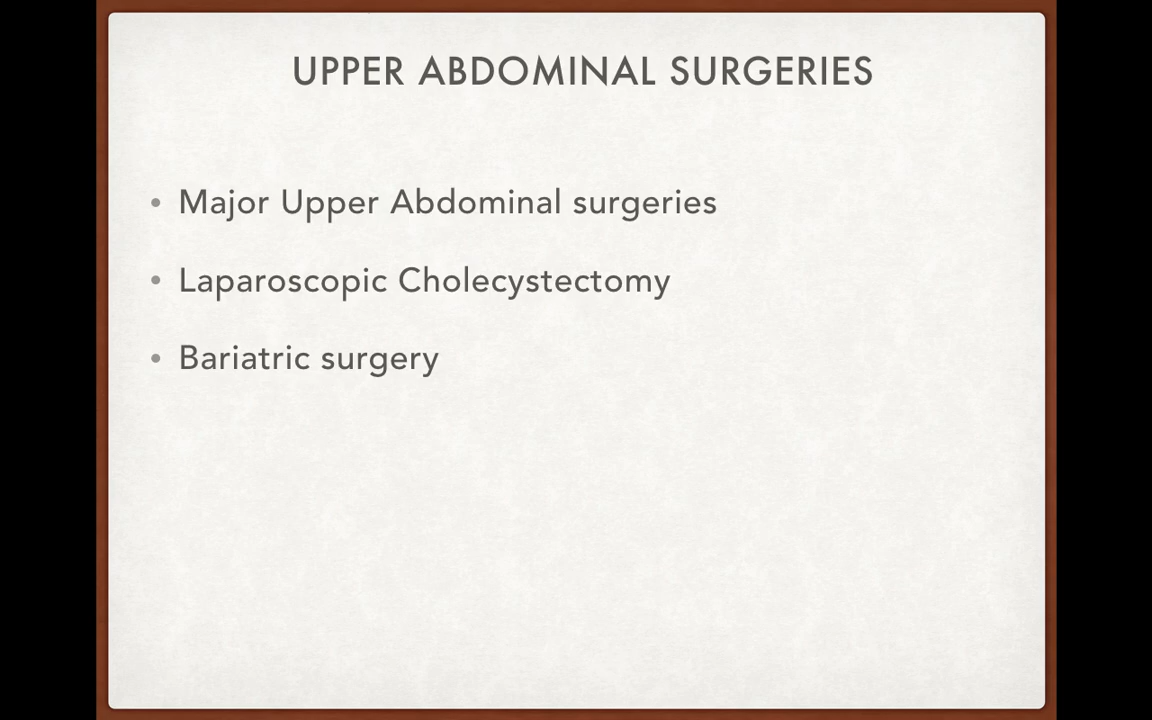 UPPER ABDOMINAL SURGERIES
• Major Upper Abdominal surgeries
• Laparoscopic Cholecystectomy
• Bariatric surgery